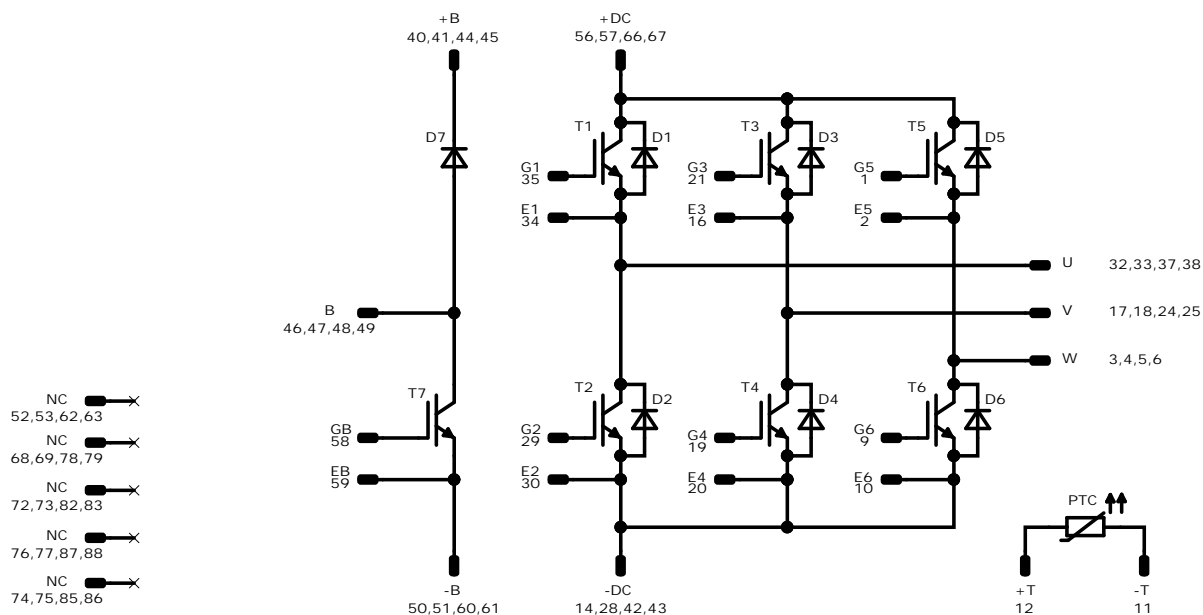 +B
40,41,44,45
+DC
56,57,66,67
D7
T1
D1
T3
D3
T5
D5
G1
35
G3
21
G5
1
E1
34
E3
16
E5
2
U 32,33,37,38
B
46,47,48,49
V 17,18,24,25
W 3,4,5,6
NC
52,53,62,63
T7
T2
D2
T4
D4
T6
D6
GB
58
G2
29
G4
19
G6
9
NC
68,69,78,79
EB
59
E2
30
E4
20
E6
10
NC
72,73,82,83
PTC
NC
76,77,87,88
NC
74,75,85,86
-B
50,51,60,61
-DC
14,28,42,43
+T
12
-T
11